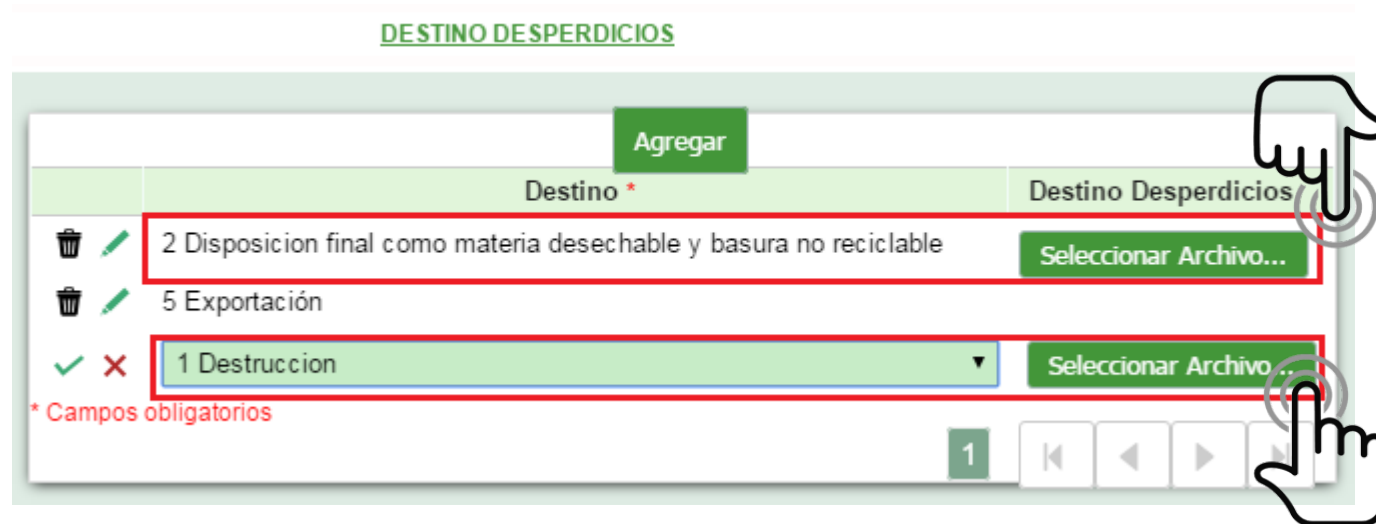 DESTINO DESPERDICIOS
Agregar
Destino * Destino Desperdicios
2 Disposicion final como materia desechable y basura no reciclable Seleccionar Archivo...
5 Exportación
1 Destruccion Seleccionar Archivo...
* Campos obligatorios
1